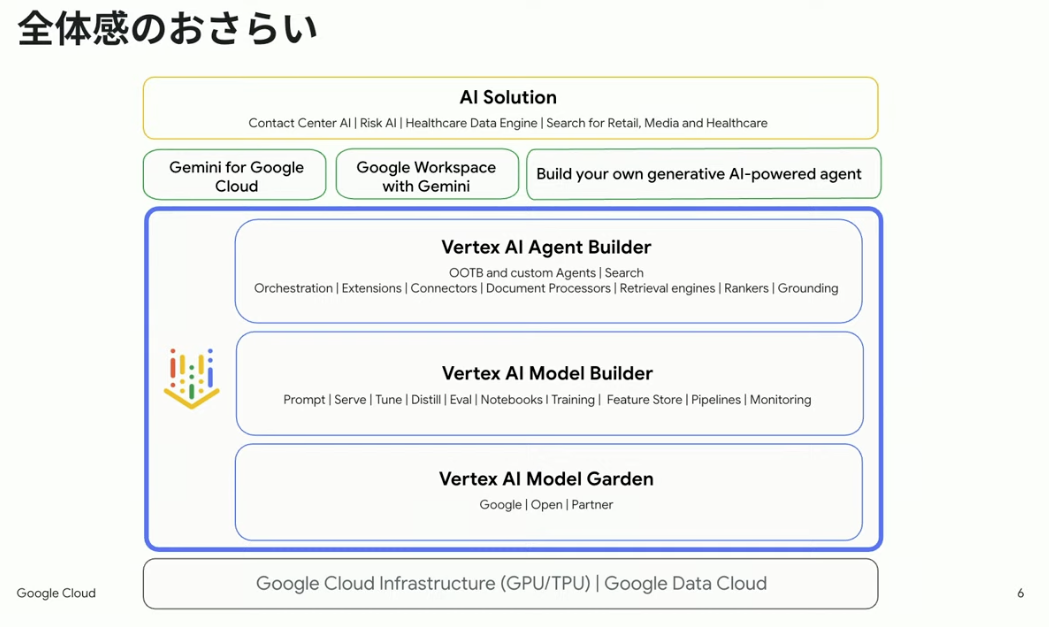 全体感のおさらい
AI Solution
Contact Center AI | Risk AI | Healthcare Data Engine | Search for Retail, Media and Healthcare
Gemini for Google
Cloud
Google Workspace
with Gemini
Build your own generative AI-powered agent
Vertex AI Agent Builder
OOTB and custom Agents | Search
Orchestration | Extensions | Connectors | Document Processors | Retrieval engines | Rankers | Grounding
Vertex AI Model Builder
Prompt | Serve | Tune | Distill | Eval | Notebooks I Training | Feature Store | Pipelines | Monitoring
Vertex AI Model Garden
Google | Open | Partner
Google Cloud Infrastructure (GPU/TPU) | Google Data Cloud
Google Cloud
6